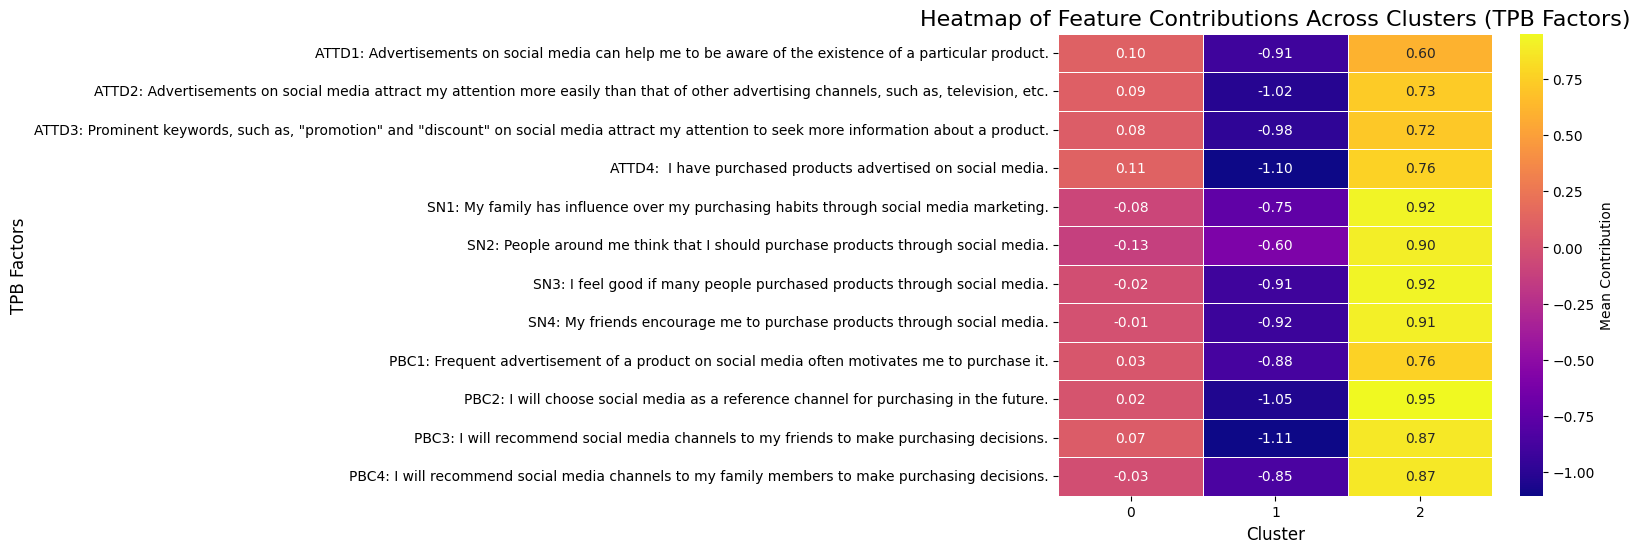 Heatmap of Feature Contributions Across Clusters (TPB Factors)
TPB Factors
ATTD1: Advertisements on social media can help me to be aware of the existence of a particular product. 0.10 -0.91 0.60
ATTD2: Advertisements on social media attract my attention more easily than that of other advertising channels, such as, television, etc. 0.09 -1.02 0.73
ATTD3: Prominent keywords, such as, "promotion" and "discount" on social media attract my attention to seek more information about a product. 0.08 -0.98 0.72
ATTD4:  I have purchased products advertised on social media. 0.11 -1.10 0.76
SN1: My family has influence over my purchasing habits through social media marketing. -0.08 -0.75 0.92
SN2: People around me think that I should purchase products through social media. -0.13 -0.60 0.90
SN3: I feel good if many people purchased products through social media. -0.02 -0.91 0.92
SN4: My friends encourage me to purchase products through social media. -0.01 -0.92 0.91
PBC1: Frequent advertisement of a product on social media often motivates me to purchase it. 0.03 -0.88 0.76
PBC2: I will choose social media as a reference channel for purchasing in the future. 0.02 -1.05 0.95
PBC3: I will recommend social media channels to my friends to make purchasing decisions. 0.07 -1.11 0.87
PBC4: I will recommend social media channels to my family members to make purchasing decisions. -0.03 -0.85 0.87
0 1 2
Cluster
0.75
0.50
0.25
0.00
−0.25
−0.50
−0.75
−1.00
Mean Contribution